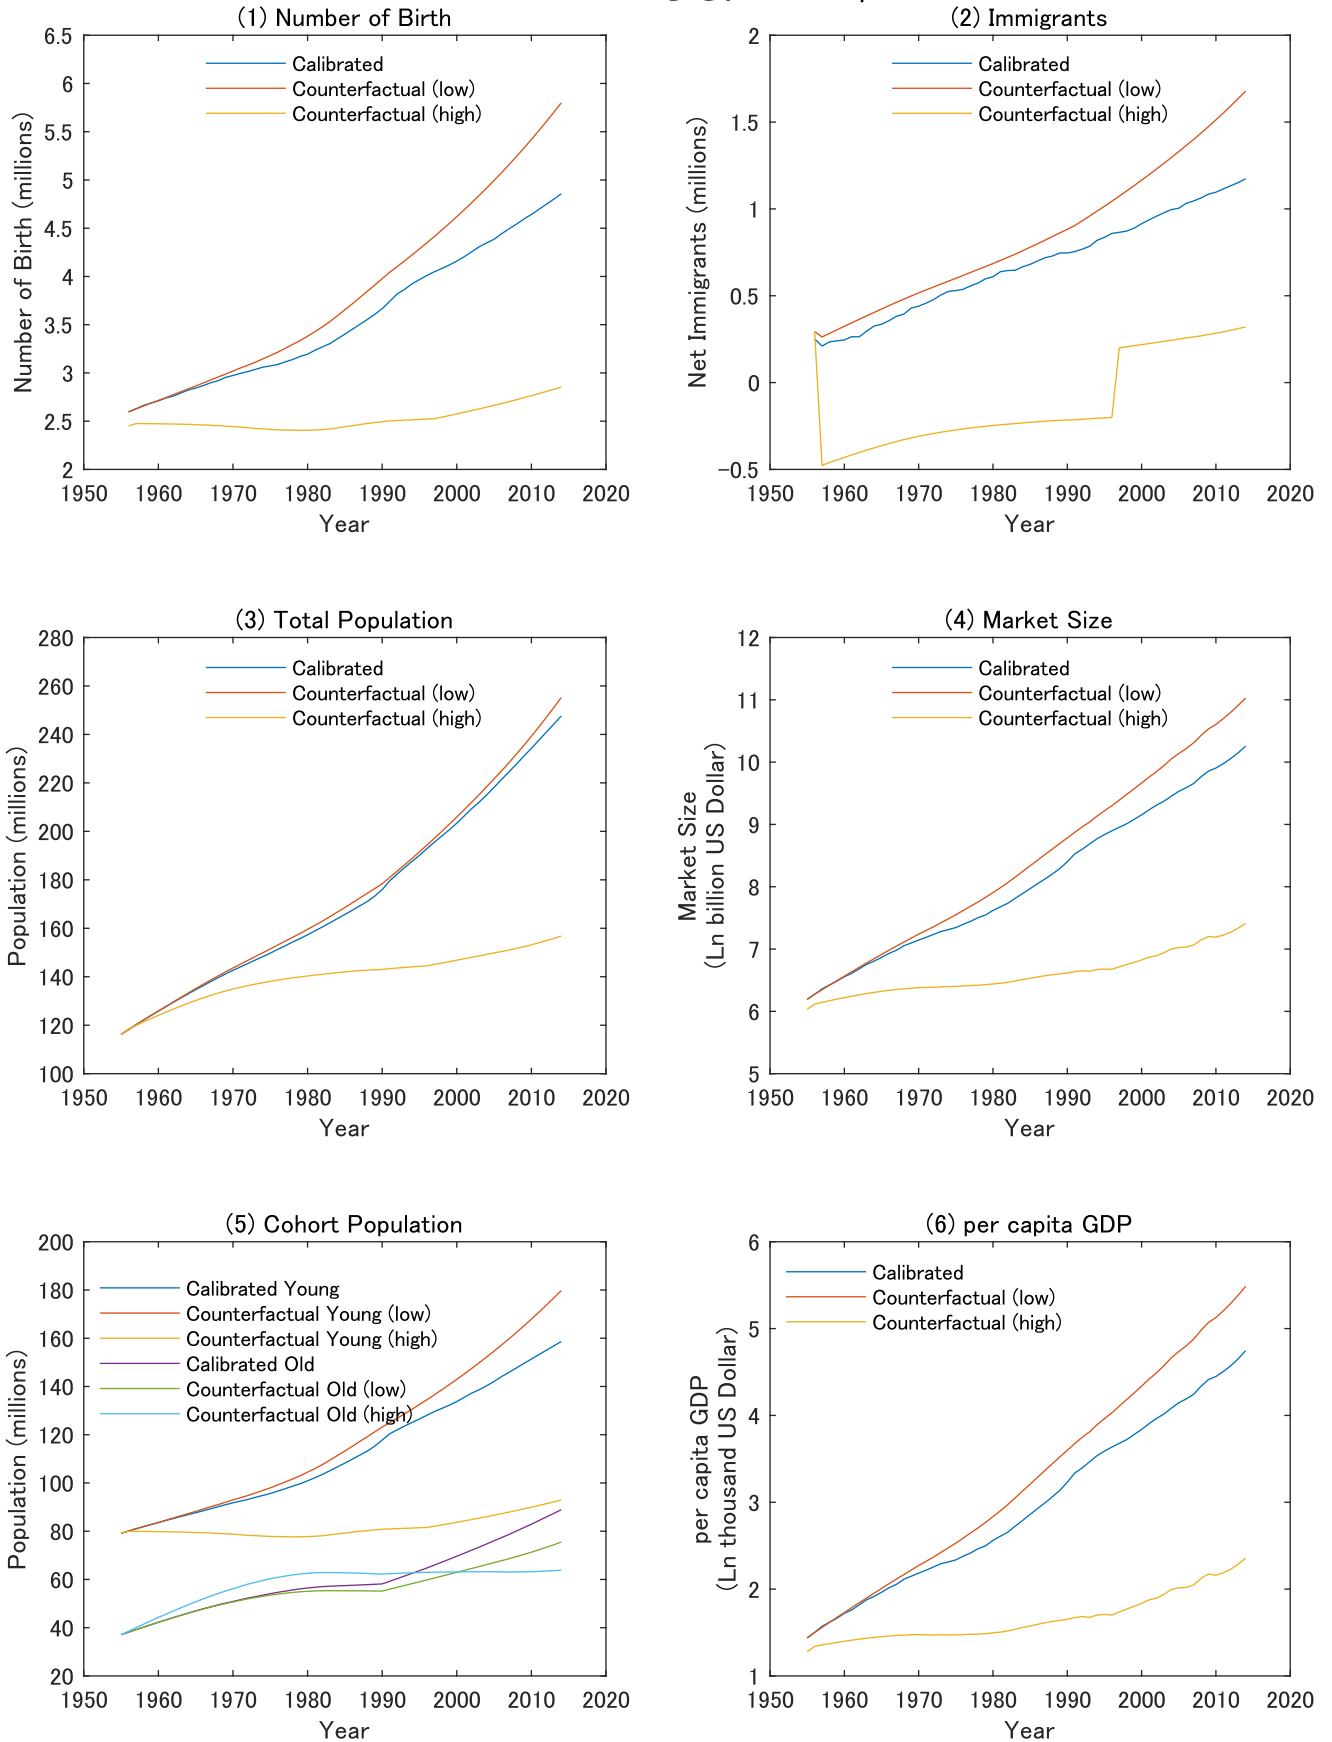 (1) Number of Birth
6.5
6
5.5
5
4.5
4
3.5
3
2.5
2
Number of Birth (millions)
Calibrated
Counterfactual (low)
Counterfactual (high)
1950 1960 1970 1980 1990 2000 2010 2020
Year
(2) Immigrants
2
1.5
1
0.5
0
−0.5
Net Immigrants (millions)
Calibrated
Counterfactual (low)
Counterfactual (high)
1950 1960 1970 1980 1990 2000 2010 2020
Year
(3) Total Population
280
260
240
220
200
180
160
140
120
100
Population (millions)
Calibrated
Counterfactual (low)
Counterfactual (high)
1950 1960 1970 1980 1990 2000 2010 2020
Year
(4) Market Size
12
11
10
9
8
7
6
5
Market Size
(Ln billion US Dollar)
Calibrated
Counterfactual (low)
Counterfactual (high)
1950 1960 1970 1980 1990 2000 2010 2020
Year
(5) Cohort Population
200
180
160
140
120
100
80
60
40
20
Population (millions)
Calibrated Young
Counterfactual Young (low)
Counterfactual Young (high)
Calibrated Old
Counterfactual Old (low)
Counterfactual Old (high)
1950 1960 1970 1980 1990 2000 2010 2020
Year
(6) per capita GDP
6
5
4
3
2
1
per capita GDP
(Ln thousand US Dollar)
Calibrated
Counterfactual (low)
Counterfactual (high)
1950 1960 1970 1980 1990 2000 2010 2020
Year